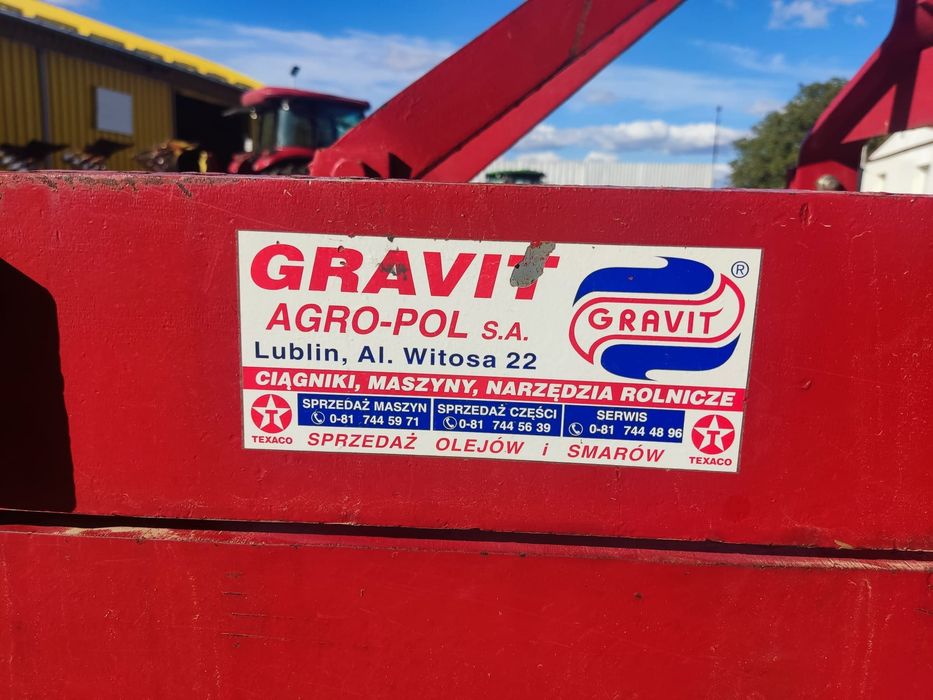 GRAVIT
AGRO-POL S.A.
Lublin, Al. Witosa 22
GRAVIT ®
CIĄGNIKI, MASZYNY, NARZĘDZIA ROLNICZE
SPRZEDAŻ MASZYN
0-81 744 59 71
SPRZEDAŻ CZĘŚCI
0-81 744 56 39
SERWIS
0-81 744 48 96
T
TEXACO
SPRZEDAŻ OLEJÓW i SMARÓW
T
TEXACO